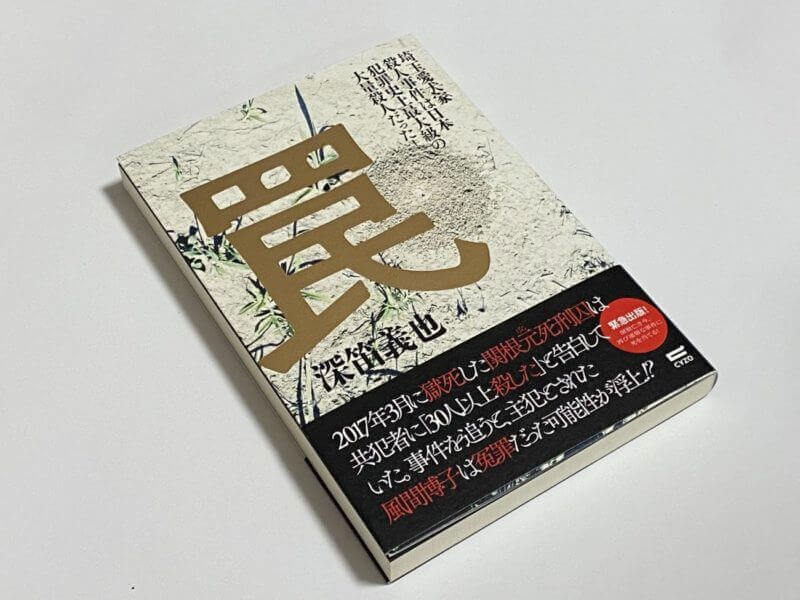 埼玉愛犬家
殺人事件は日本の
犯罪史上最大級の
大量殺人だった
罠
深笛義也
緊急出版!
CYZO
2017年3月に獄死した関根元死刑囚は
共犯者に「30人以上殺した」と告白して
いた。事件を追うと、主犯とされた
風間博子は冤罪だった可能性が浮上!?